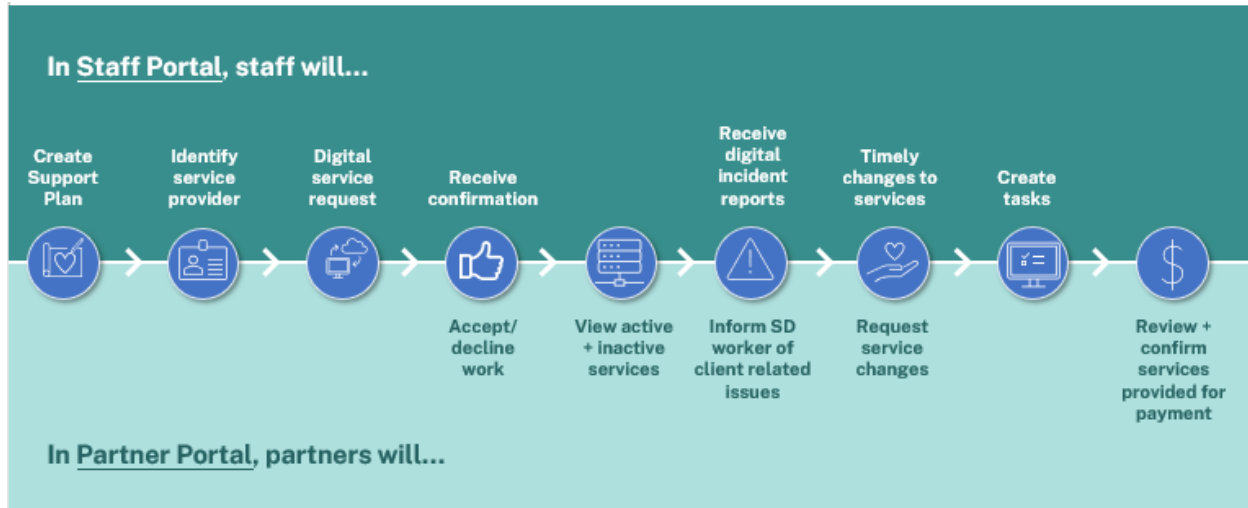 In Staff Portal, staff will...
Create
Support
Plan
Identify
service
provider
Digital
service
request
Receive
confirmation
Receive
digital
incident
reports
Timely
changes to
services
Create
tasks
Accept/
decline
work
View active
+ inactive
services
Inform SD
worker of
client related
issues
Request
service
changes
Review +
confirm
services
provided for
payment
In Partner Portal, partners will...